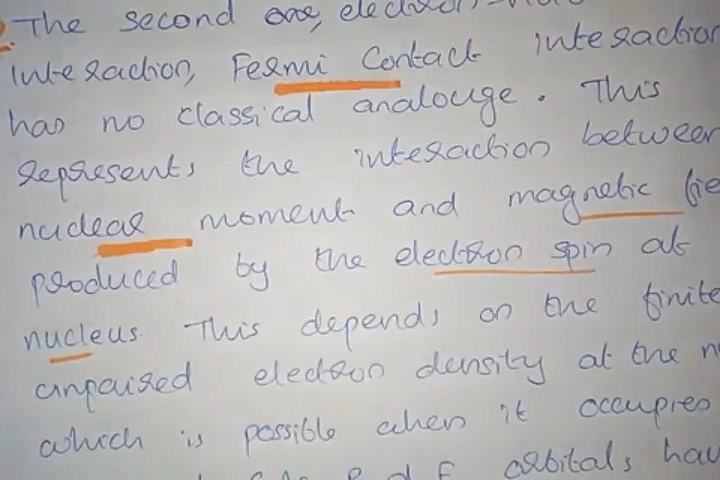 The second one, electron-
Interaction, Fermi Contact interaction
has no classical analouge. This
represents the interaction between
nuclear moment and magnetic fie
produced by the electron spin at
nucleus This depends on the finite
unpaired electron density at the n
which is possible when it occupies
orbitals hav